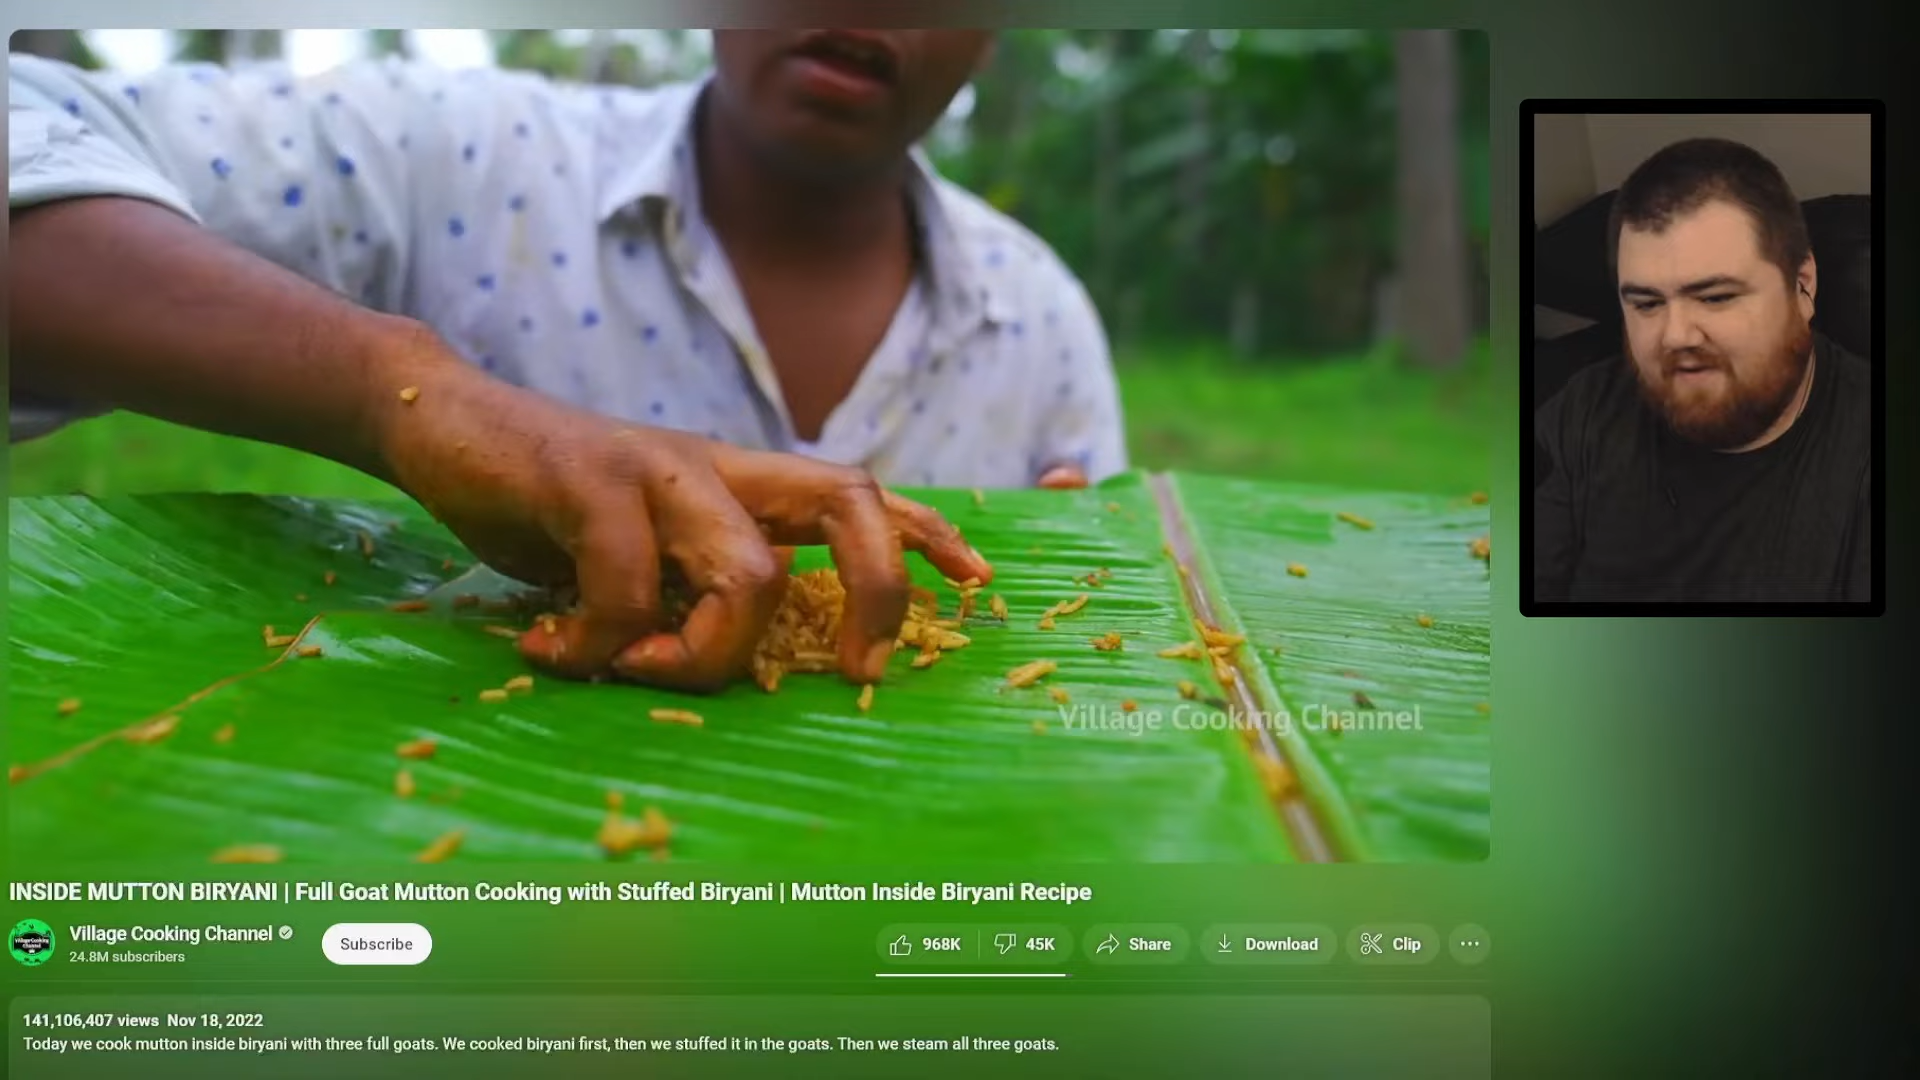 Village Cooking Channel
INSIDE MUTTON BIRYANI | Full Goat Mutton Cooking with Stuffed Biryani | Mutton Inside Biryani Recipe
Village Cooking Channel
24.8M subscribers
Subscribe
968K
45K
Share
Download
Clip
141,106,407 views Nov 18, 2022
Today we cook mutton inside biryani with three full goats. We cooked biryani first, then we stuffed it in the goats. Then we steam all three goats.